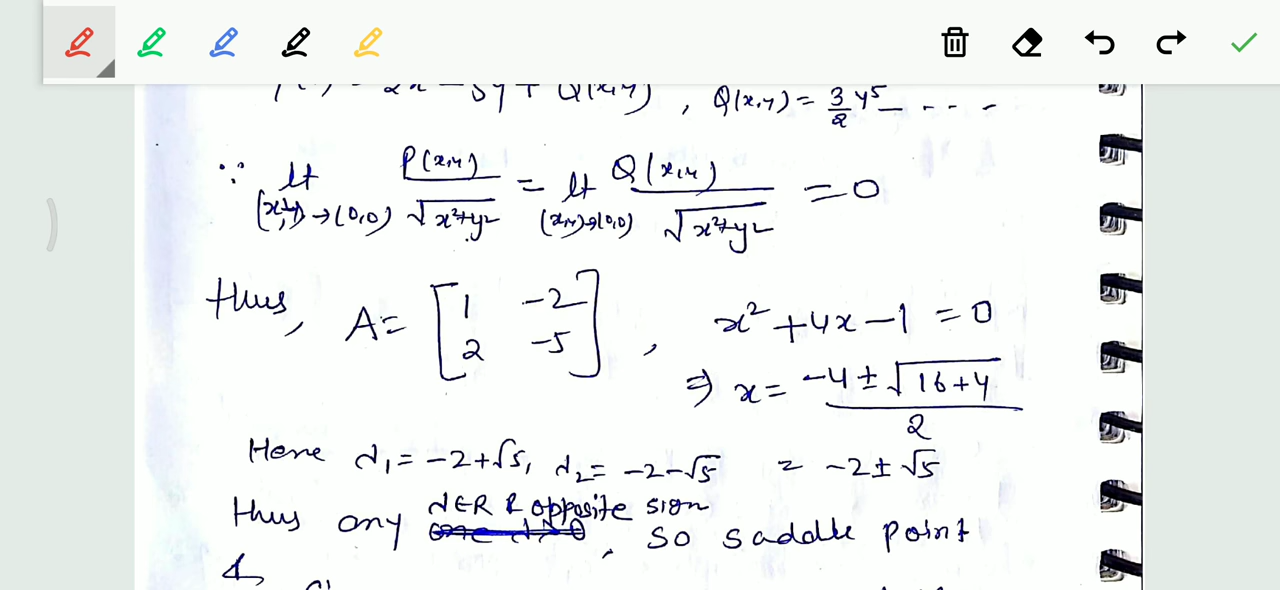 Q(x,y) = 3/2 y⁵ - - -
∵ lt (x,y)→(0,0) P(x,y)/√x²+y² = lt (x,y)→(0,0) Q(x,y)/√x²+y² = 0
thus, A = [1 -2
2 -5], x² + 4x - 1 = 0
⇒ x = -4 ± √16+4 / 2
Here λ₁ = -2+√5, λ₂ = -2-√5 = -2 ± √5
thus any λ∈R & opposite sign, so saddle point